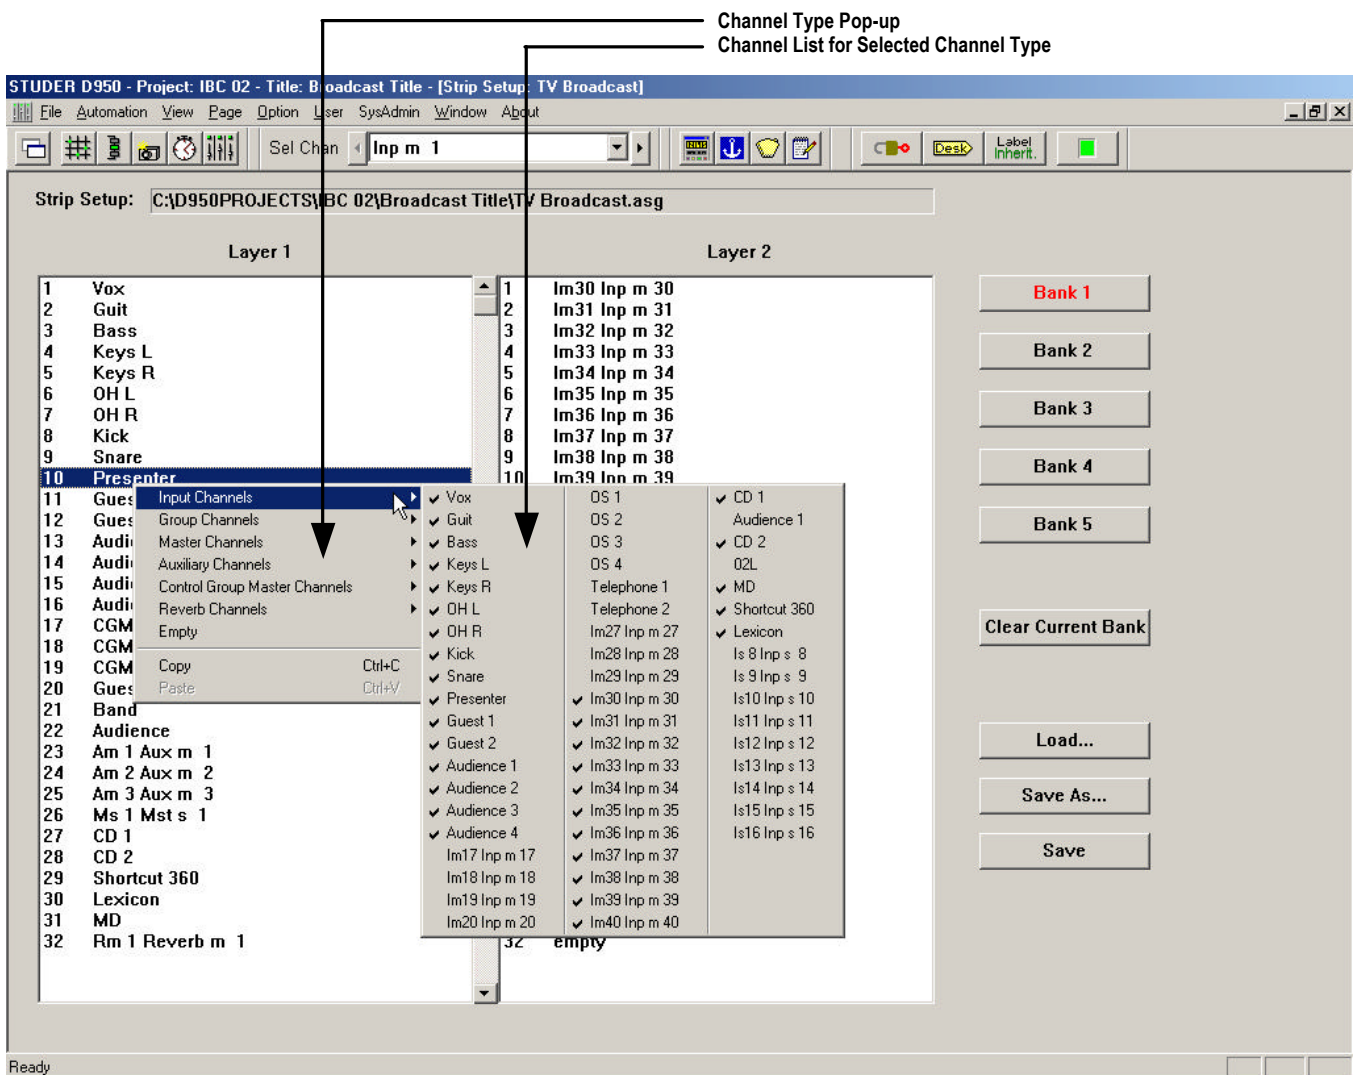 Channel Type Pop-up
Channel List for Selected Channel Type
STUDER D950 - Project: IBC 02 - Title: Broadcast Title - [Strip Setup: TV Broadcast]
File Automation View Page Option User SysAdmin Window About
Sel Chan Inp m 1 Desk Label Inherit.
Strip Setup: C:\D950PROJECTS\IBC 02\Broadcast Title\TV Broadcast.asg
Layer 1
Layer 2
1 Vox
2 Guit
3 Bass
4 Keys L
5 Keys R
6 OH L
7 OH R
8 Kick
9 Snare
10 Presenter
11 Gues
12 Gues
13 Audi
14 Audi
15 Audi
16 Audi
17 CGM
18 CGM
19 CGM
20 Gues
21 Band
22 Audience
23 Am 1 Aux m 1
24 Am 2 Aux m 2
25 Am 3 Aux m 3
26 Ms 1 Mst s 1
27 CD 1
28 CD 2
29 Shortcut 360
30 Lexicon
31 MD
32 Rm 1 Reverb m 1
1 Im30 Inp m 30
2 Im31 Inp m 31
3 Im32 Inp m 32
4 Im33 Inp m 33
5 Im34 Inp m 34
6 Im35 Inp m 35
7 Im36 Inp m 36
8 Im37 Inp m 37
9 Im38 Inp m 38
10 Im39 Inp m 39
32 empty
Input Channels
Group Channels
Master Channels
Auxiliary Channels
Control Group Master Channels
Reverb Channels
Empty
Copy Ctrl+C
Paste Ctrl+V
Vox
Guit
Bass
Keys L
Keys R
OH L
OH R
Kick
Snare
Presenter
Guest 1
Guest 2
Audience 1
Audience 2
Audience 3
Audience 4
Im17 Inp m 17
Im18 Inp m 18
Im19 Inp m 19
Im20 Inp m 20
OS 1
OS 2
OS 3
OS 4
Telephone 1
Telephone 2
Im27 Inp m 27
Im28 Inp m 28
Im29 Inp m 29
Im30 Inp m 30
Im31 Inp m 31
Im32 Inp m 32
Im33 Inp m 33
Im34 Inp m 34
Im35 Inp m 35
Im36 Inp m 36
Im37 Inp m 37
Im38 Inp m 38
Im39 Inp m 39
Im40 Inp m 40
CD 1
Audience 1
CD 2
02L
MD
Shortcut 360
Lexicon
Is 8 Inp s 8
Is 9 Inp s 9
Is10 Inp s 10
Is11 Inp s 11
Is12 Inp s 12
Is13 Inp s 13
Is14 Inp s 14
Is15 Inp s 15
Is16 Inp s 16
Bank 1
Bank 2
Bank 3
Bank 4
Bank 5
Clear Current Bank
Load...
Save As...
Save
Ready